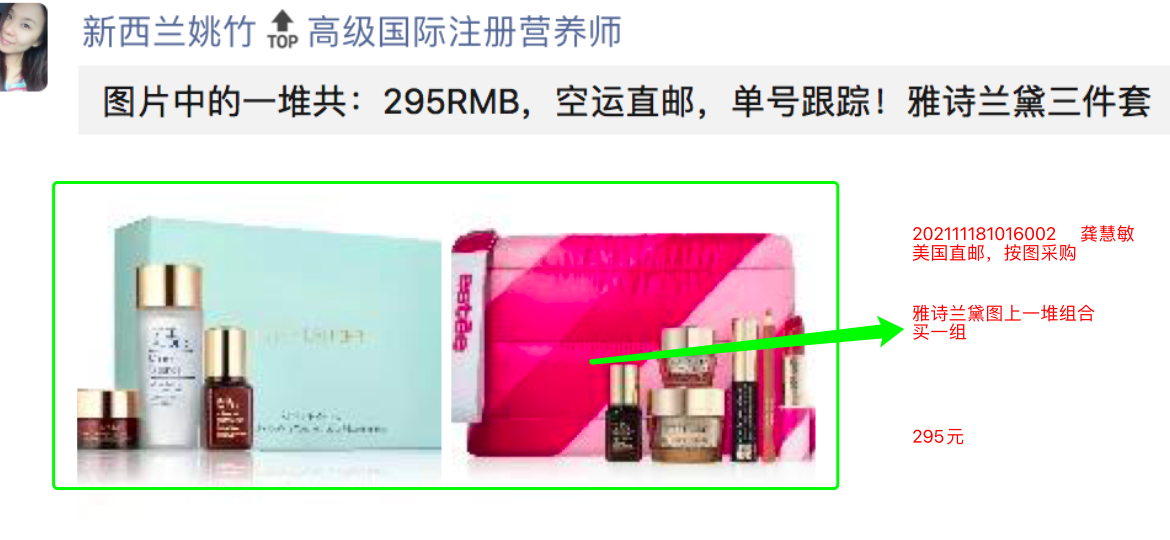 新西兰姚竹 TOP 高级国际注册营养师
图片中的一堆共：295RMB，空运直邮，单号跟踪！雅诗兰黛三件套
estée
202111181016002 龚慧敏
美国直邮，按图采购
雅诗兰黛图上一堆组合
买一组
295元